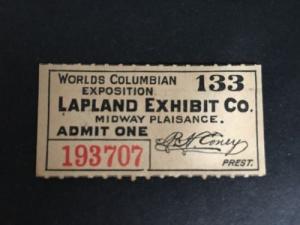 WORLDS COLUMBIAN 133
EXPOSITION
LAPLAND EXHIBIT CO.
MIDWAY PLAISANCE.
ADMIT ONE
193707
PREST.